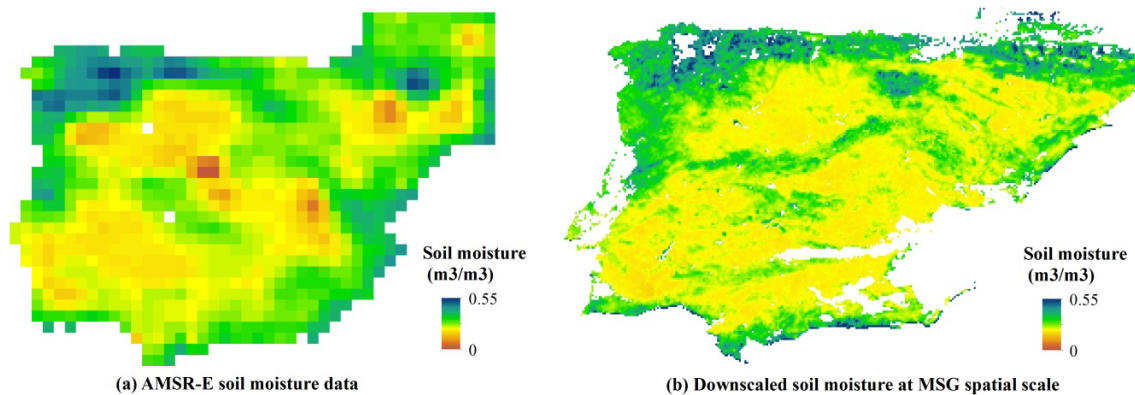 Soil moisture
(m3/m3)
0.55
0
(a) AMSR-E soil moisture data
Soil moisture
(m3/m3)
0.55
0
(b) Downscaled soil moisture at MSG spatial scale